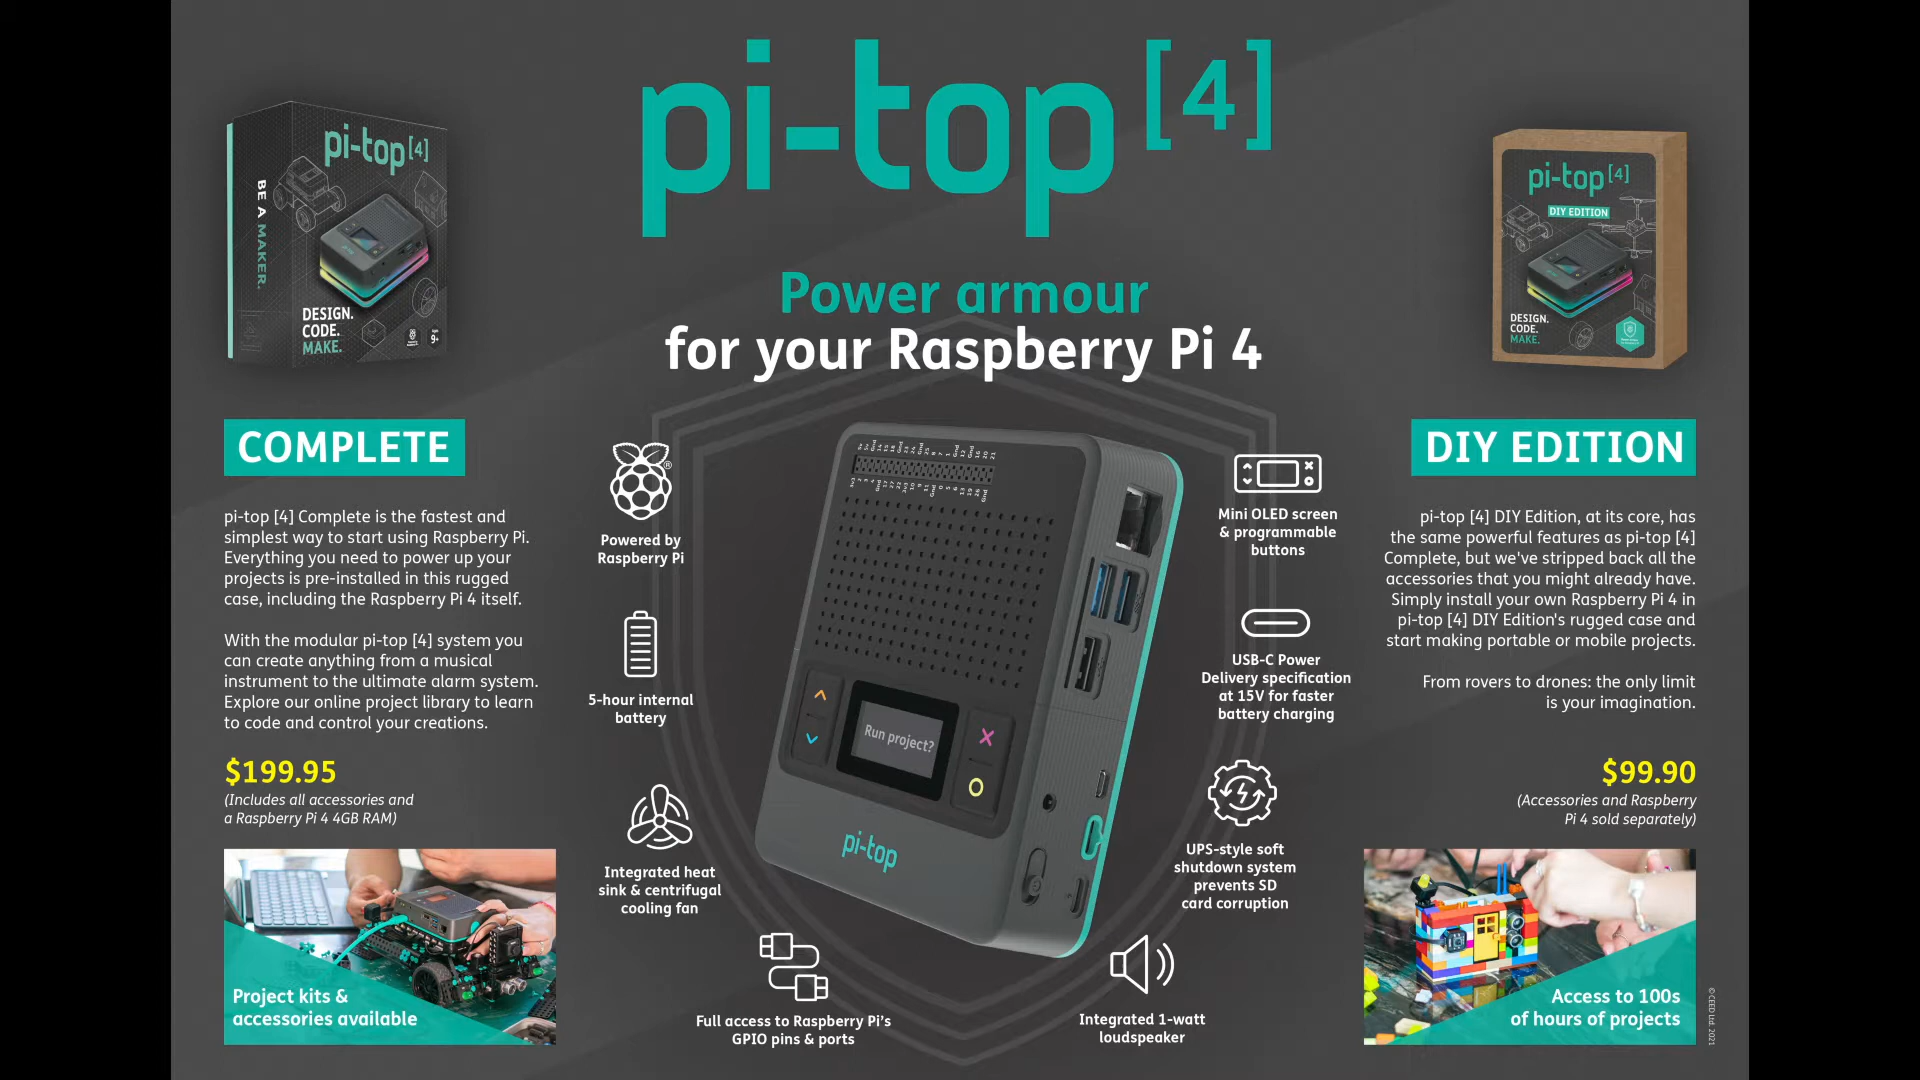 pi-top [4]
Power armour
for your Raspberry Pi 4
pi-top [4]
BE A MAKER.
DESIGN.
CODE.
MAKE.
9+
COMPLETE
pi-top [4] Complete is the fastest and
simplest way to start using Raspberry Pi.
Everything you need to power up your
projects is pre-installed in this rugged
case, including the Raspberry Pi 4 itself.
With the modular pi-top [4] system you
can create anything from a musical
instrument to the ultimate alarm system.
Explore our online project library to learn
to code and control your creations.
$199.95
(Includes all accessories and
a Raspberry Pi 4 4GB RAM)
Project kits &
accessories available
Powered by
Raspberry Pi
5-hour internal
battery
Integrated heat
sink & centrifugal
cooling fan
Full access to Raspberry Pi's
GPIO pins & ports
Run project?
pi-top
Mini OLED screen
& programmable
buttons
USB-C Power
Delivery specification
at 15V for faster
battery charging
UPS-style soft
shutdown system
prevents SD
card corruption
Integrated 1-watt
loudspeaker
pi-top [4]
DIY EDITION
DESIGN.
CODE.
MAKE.
DIY EDITION
pi-top [4] DIY Edition, at its core, has
the same powerful features as pi-top [4]
Complete, but we've stripped back all the
accessories that you might already have.
Simply install your own Raspberry Pi 4 in
pi-top [4] DIY Edition's rugged case and
start making portable or mobile projects.
From rovers to drones: the only limit
is your imagination.
$99.90
(Accessories and Raspberry
Pi 4 sold separately)
Access to 100s
of hours of projects
© CEED Ltd. 2021